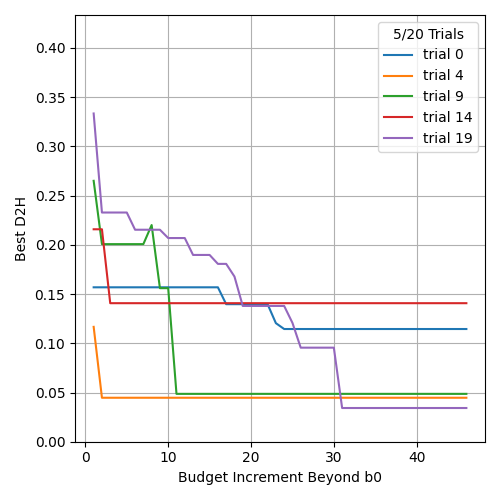 5/20 Trials
trial 0
trial 4
trial 9
trial 14
trial 19
Best D2H
0.40
0.35
0.30
0.25
0.20
0.15
0.10
0.05
0.00
0 10 20 30 40
Budget Increment Beyond b0